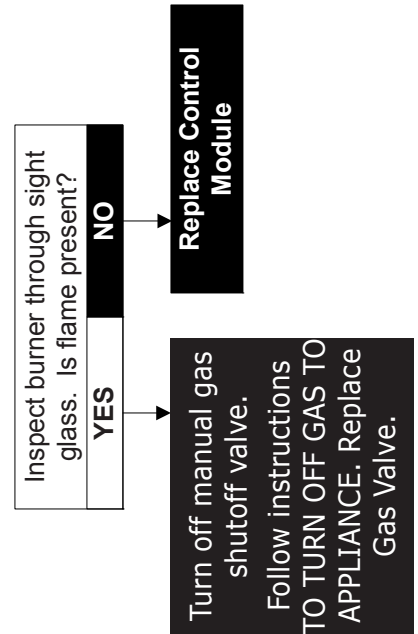 Inspect burner through sight
glass. Is flame present?
YES
NO
Turn off manual gas
shutoff valve.
Follow instructions
TO TURN OFF GAS TO
APPLIANCE. Replace
Gas Valve.
Replace Control
Module